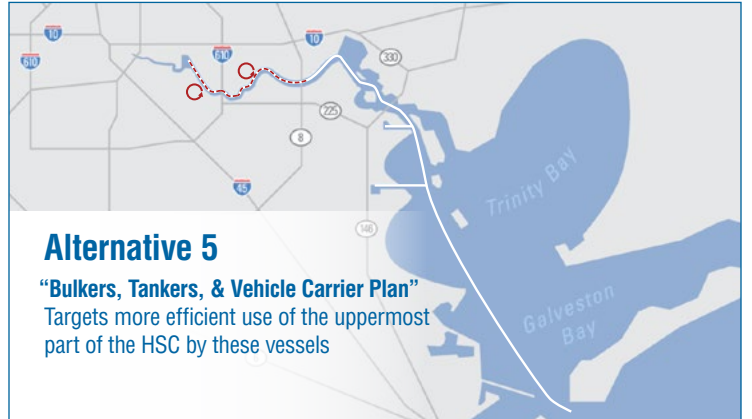 10
610
610
10
330
225
8
45
146
Trinity Bay
Galveston
Bay
Alternative 5
“Bulkers, Tankers, & Vehicle Carrier Plan”
Targets more efficient use of the uppermost
part of the HSC by these vessels